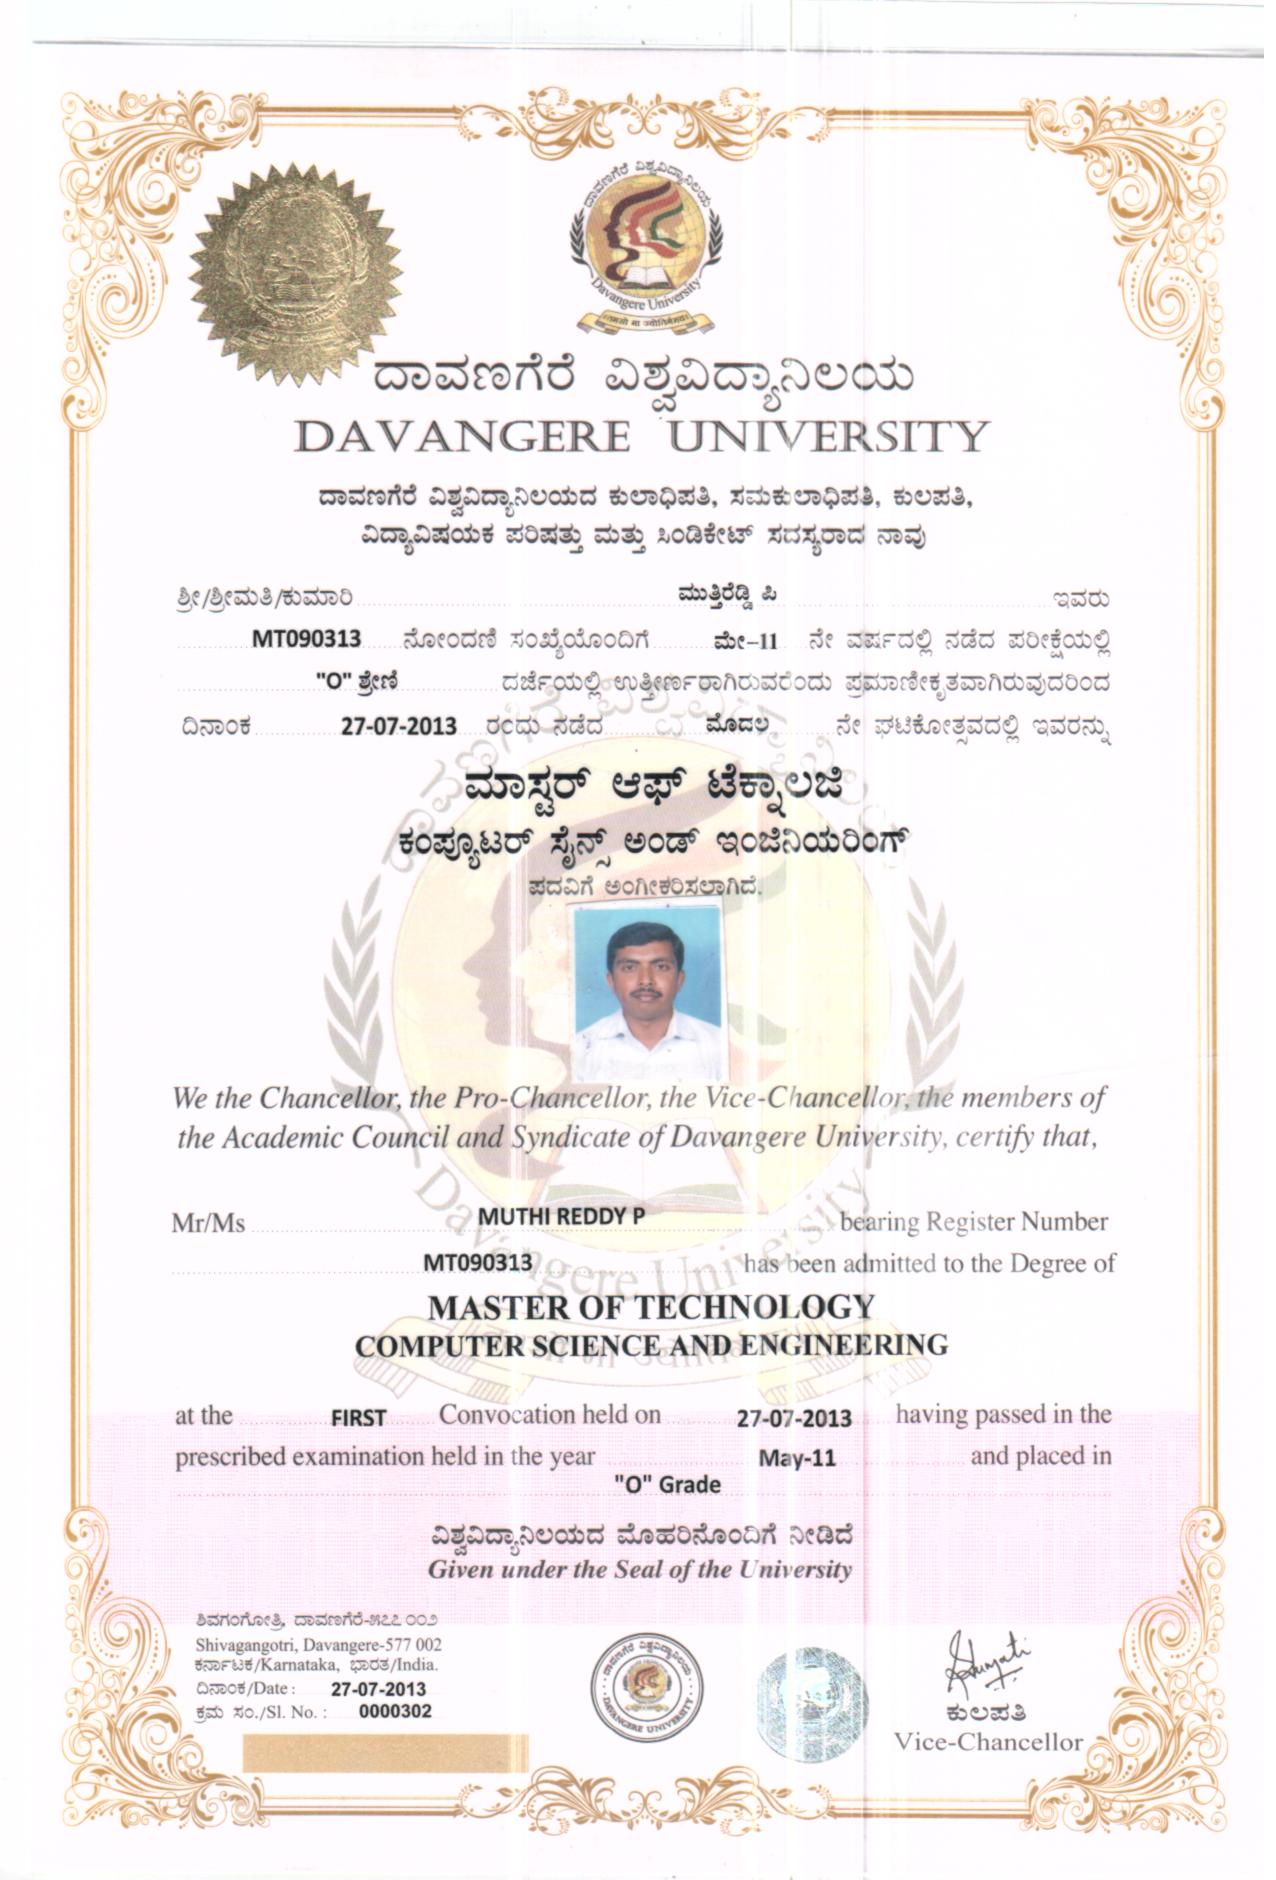 ದಾವಣಗೆರೆ ವಿಶ್ವವಿದ್ಯಾನಿಲಯ
Davangere University
तमसो मा ज्योतिर्गमय
ದಾವಣಗೆರೆ ವಿಶ್ವವಿದ್ಯಾನಿಲಯ
DAVANGERE UNIVERSITY
ದಾವಣಗೆರೆ ವಿಶ್ವವಿದ್ಯಾನಿಲಯದ ಕುಲಾಧಿಪತಿ, ಸಮಕುಲಾಧಿಪತಿ, ಕುಲಪತಿ,
ವಿದ್ಯಾವಿಷಯಕ ಪರಿಷತ್ತು ಮತ್ತು ಸಿಂಡಿಕೇಟ್ ಸದಸ್ಯರಾದ ನಾವು
ಶ್ರೀ/ಶ್ರೀಮತಿ/ಕುಮಾರಿ ಮುತ್ತಿರೆಡ್ಡಿ ಪಿ ಇವರು
MT090313 ನೋಂದಣಿ ಸಂಖ್ಯೆಯೊಂದಿಗೆ ಮೇ-11 ನೇ ವರ್ಷದಲ್ಲಿ ನಡೆದ ಪರೀಕ್ಷೆಯಲ್ಲಿ
"O" ಶ್ರೇಣಿ ದರ್ಜೆಯಲ್ಲಿ ಉತ್ತೀರ್ಣರಾಗಿರುವರೆಂದು ಪ್ರಮಾಣೀಕೃತವಾಗಿರುವುದರಿಂದ
ದಿನಾಂಕ 27-07-2013 ರಂದು ನಡೆದ ಮೊದಲ ನೇ ಘಟಿಕೋತ್ಸವದಲ್ಲಿ ಇವರನ್ನು
ಮಾಸ್ಟರ್ ಆಫ್ ಟೆಕ್ನಾಲಜಿ
ಕಂಪ್ಯೂಟರ್ ಸೈನ್ಸ್ ಅಂಡ್ ಇಂಜಿನಿಯರಿಂಗ್
ಪದವಿಗೆ ಅಂಗೀಕರಿಸಲಾಗಿದೆ.
We the Chancellor, the Pro-Chancellor, the Vice-Chancellor, the members of
the Academic Council and Syndicate of Davangere University, certify that,
Mr/Ms MUTHI REDDY P bearing Register Number
MT090313 has been admitted to the Degree of
MASTER OF TECHNOLOGY
COMPUTER SCIENCE AND ENGINEERING
at the FIRST Convocation held on 27-07-2013 having passed in the
prescribed examination held in the year May-11 and placed in
"O" Grade
ವಿಶ್ವವಿದ್ಯಾನಿಲಯದ ಮೊಹರಿನೊಂದಿಗೆ ನೀಡಿದೆ
Given under the Seal of the University
ಶಿವಗಂಗೋತ್ರಿ, ದಾವಣಗೆರೆ-೫೭೭ ೦೦೨
Shivagangotri, Davangere-577 002
ಕರ್ನಾಟಕ/Karnataka, ಭಾರತ/India.
ದಿನಾಂಕ/Date : 27-07-2013
ಕ್ರಮ ಸಂ./Sl. No. : 0000302
ದಾವಣಗೆರೆ ವಿಶ್ವವಿದ್ಯಾನಿಲಯ
DAVANGERE UNIVERSITY
ಕುಲಪತಿ
Vice-Chancellor